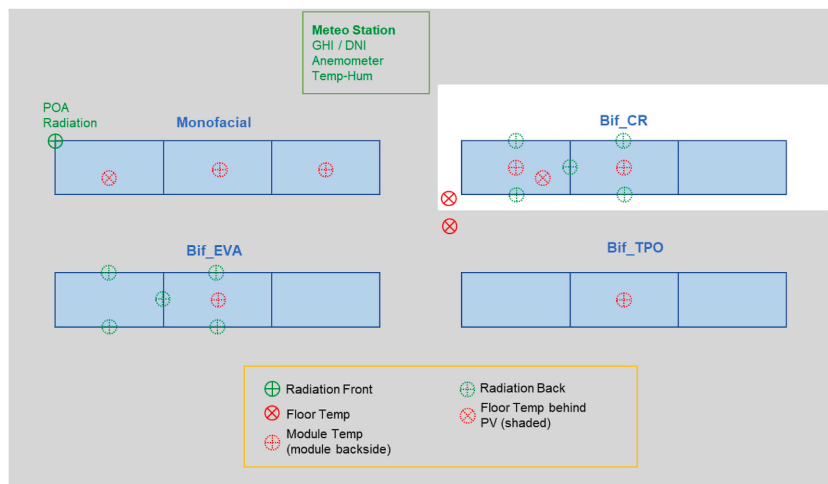 Meteo Station
GHI / DNI
Anemometer
Temp-Hum
POA
Radiation
Monofacial
Bif_CR
Bif_EVA
Bif_TPO
Radiation Front
Radiation Back
Floor Temp
Floor Temp behind
PV (shaded)
Module Temp
(module backside)